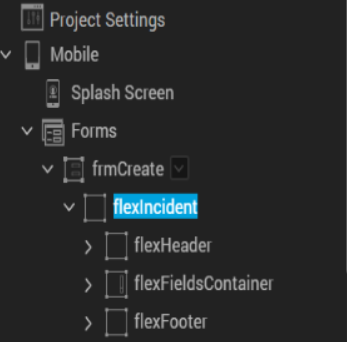 Project Settings
Mobile
Splash Screen
Forms
frmCreate
flexIncident
flexHeader
flexFieldsContainer
flexFooter